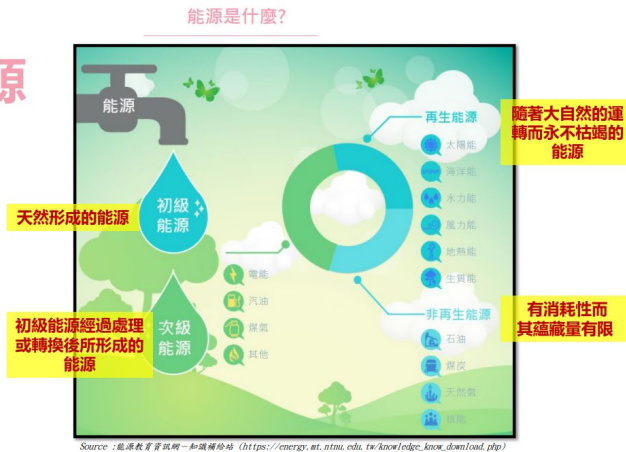 能源是什麼?
源
能源
初級
能源
天然形成的能源
次級
能源
初級能源經過處理
或轉換後所形成的
能源
電能
汽油
煤氣
其他
再生能源
太陽能
海洋能
水力能
風力能
地熱能
生質能
隨著大自然的運
轉而永不枯竭的
能源
非再生能源
石油
煤炭
天然氣
核能
有消耗性而
其蘊藏量有限
Source :能源教育資訊網－知識補給站 (https://energy.mt.ntnu.edu.tw/knowledge_know_download.php)